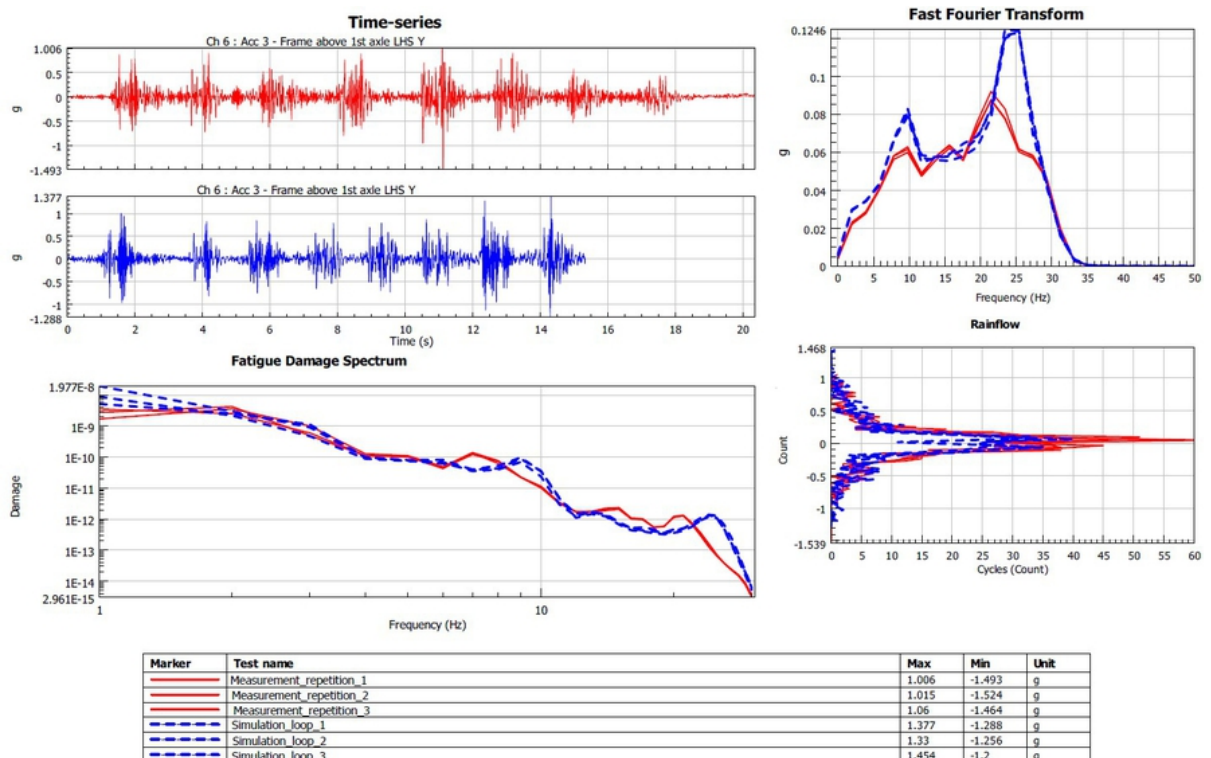 Time-series
Ch 6 : Acc 3 - Frame above 1st axle LHS Y
1.006
0.5
0
-0.5
-1
-1.493
g
Ch 6 : Acc 3 - Frame above 1st axle LHS Y
1.377
1
0.5
0
-0.5
-1
-1.288
g
0 2 4 6 8 10 12 14 16 18 20
Time (s)
Fast Fourier Transform
0.1246
0.1
0.08
0.06
0.04
0.02
0
g
0 5 10 15 20 25 30 35 40 45 50
Frequency (Hz)
Fatigue Damage Spectrum
1.977E-8
1E-9
1E-10
1E-11
1E-12
1E-13
1E-14
2.961E-15
Damage
1 10
Frequency (Hz)
Rainflow
1.468
1
0.5
0
-0.5
-1
-1.539
Count
0 5 10 15 20 25 30 35 40 45 50 55 60
Cycles (Count)
Marker Test name Max Min Unit
Measurement_repetition_1 1.006 -1.493 g
Measurement_repetition_2 1.015 -1.524 g
Measurement_repetition_3 1.06 -1.464 g
Simulation_loop_1 1.377 -1.288 g
Simulation_loop_2 1.33 -1.256 g
Simulation_loop_3 1.454 -1.2 g